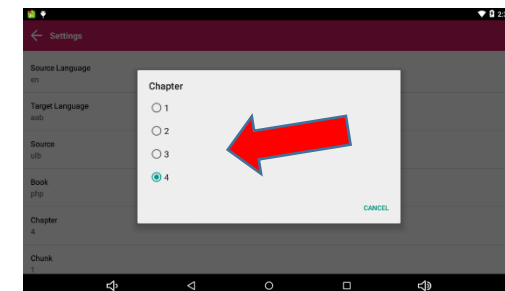 2:
Settings
Source Language
en
Target Language
aab
Source
ulb
Book
php
Chapter
4
Chunk
1
Chapter
1
2
3
4
CANCEL